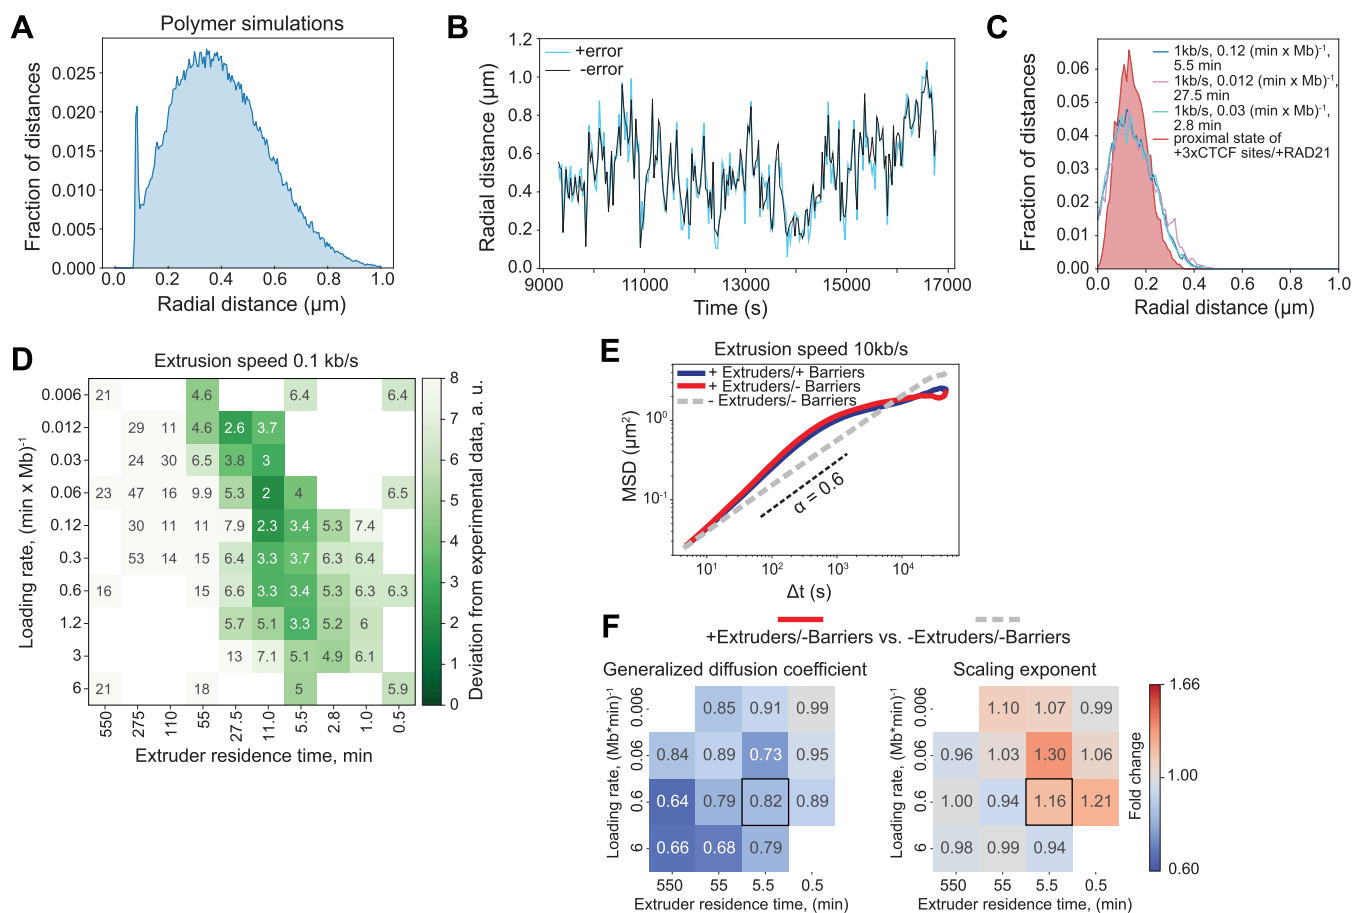 A
Polymer simulations
Fraction of distances
0.025
0.020
0.015
0.010
0.005
0.000
0.0 0.2 0.4 0.6 0.8 1.0
Radial distance (µm)
B
+error
-error
Radial distance (µm)
1.2
1.0
0.8
0.6
0.4
0.2
0.0
9000 11000 13000 15000 17000
Time (s)
C
1kb/s, 0.12 (min x Mb)⁻¹,
5.5 min
1kb/s, 0.012 (min x Mb)⁻¹,
27.5 min
1kb/s, 0.03 (min x Mb)⁻¹,
2.8 min
proximal state of
+3xCTCF sites/+RAD21
Fraction of distances
0.06
0.05
0.04
0.03
0.02
0.01
0.00
0.0 0.2 0.4 0.6 0.8 1.0
Radial distance (µm)
D
Extrusion speed 0.1 kb/s
Loading rate, (min x Mb)⁻¹
0.006 21 4.6 6.4 6.4
0.012 29 11 4.6 2.6 3.7
0.03 24 30 6.5 3.8 3
0.06 23 47 16 9.9 5.3 2 4 6.5
0.12 30 11 11 7.9 2.3 3.4 5.3 7.4
0.3 53 14 15 6.4 3.3 3.7 6.3 6.4
0.6 16 15 6.6 3.3 3.4 5.3 6.3 6.3
1.2 5.7 5.1 3.3 5.2 6
3 13 7.1 5.1 4.9 6.1
6 21 18 5 5.9
550 275 110 55 27.5 11.0 5.5 2.8 1.0 0.5
Extruder residence time, min
8
7
6
5
4
3
2
1
0
Deviation from experimental data, a. u.
E
Extrusion speed 10kb/s
+ Extruders/+ Barriers
+ Extruders/- Barriers
- Extruders/- Barriers
MSD (µm²)
10⁰
10⁻¹
α = 0.6
10¹ 10² 10³ 10⁴
Δt (s)
F
+Extruders/-Barriers vs. -Extruders/-Barriers
Generalized diffusion coefficient
Loading rate, (Mb*min)⁻¹
0.006 0.85 0.91 0.99
0.06 0.84 0.89 0.73 0.95
0.6 0.64 0.79 0.82 0.89
6 0.66 0.68 0.79
550 55 5.5 0.5
Extruder residence time, (min)
Scaling exponent
Loading rate, (Mb*min)⁻¹
0.006 1.10 1.07 0.99
0.06 0.96 1.03 1.30 1.06
0.6 1.00 0.94 1.16 1.21
6 0.98 0.99 0.94
550 55 5.5 0.5
Extruder residence time, (min)
Fold change
1.66
1.00
0.60